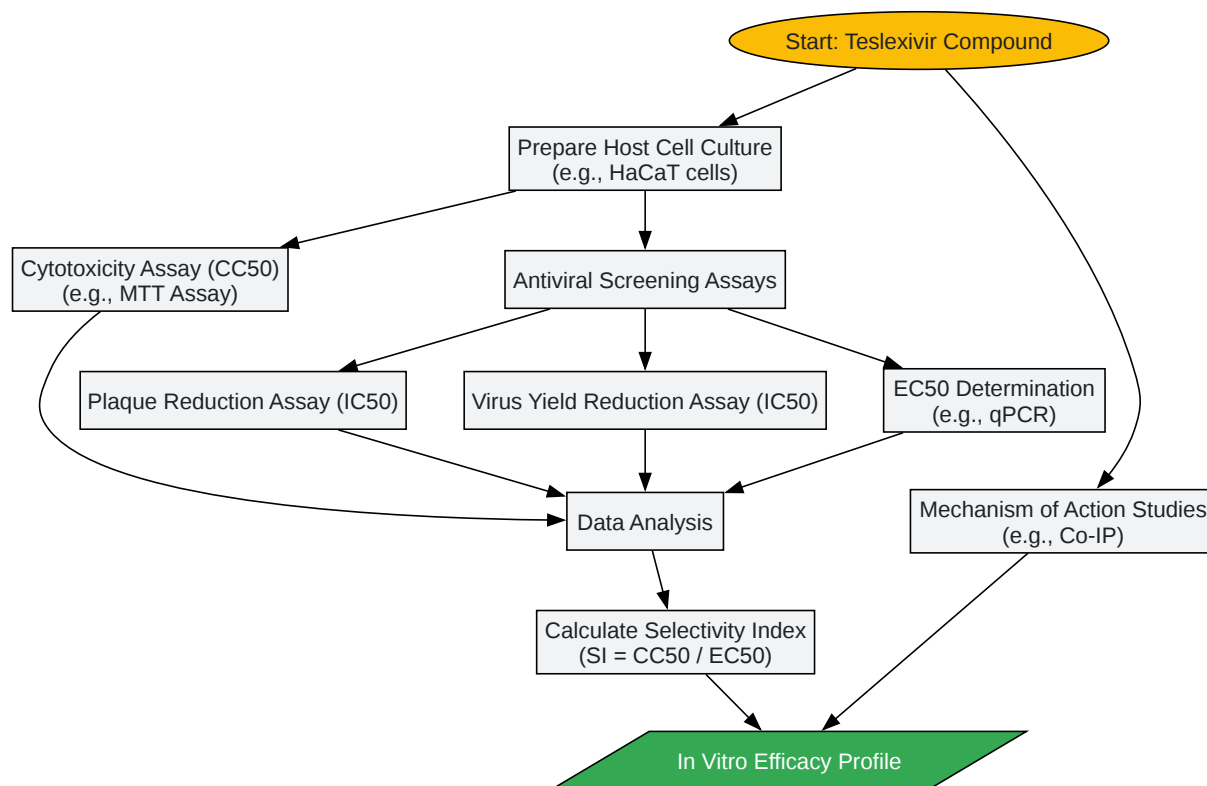 Start: Teslexivir Compound
Prepare Host Cell Culture
(e.g., HaCaT cells)
Cytotoxicity Assay (CC50)
(e.g., MTT Assay)
Antiviral Screening Assays
Plaque Reduction Assay (IC50)
Virus Yield Reduction Assay (IC50)
EC50 Determination
(e.g., qPCR)
Data Analysis
Mechanism of Action Studies
(e.g., Co-IP)
Calculate Selectivity Index
(SI = CC50 / EC50)
In Vitro Efficacy Profile